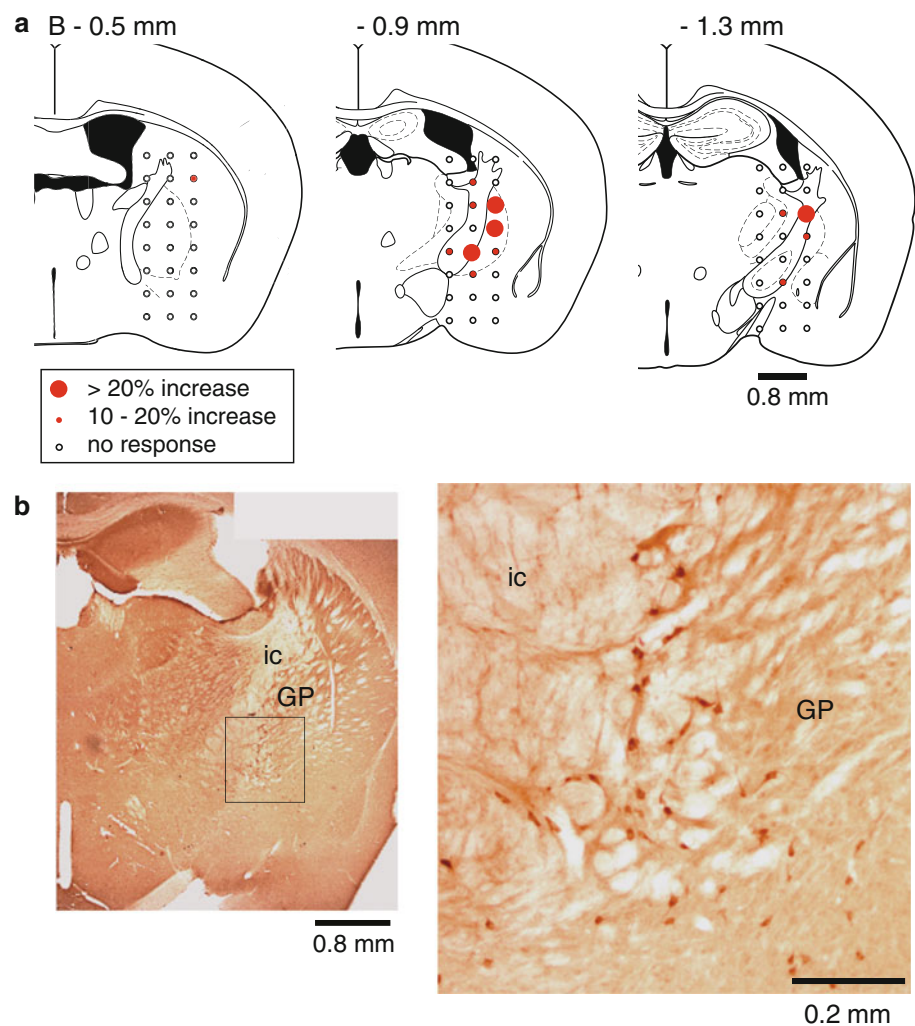 a B - 0.5 mm - 0.9 mm - 1.3 mm
> 20% increase
10 - 20% increase
no response
0.8 mm
b
ic
GP
0.8 mm
ic
GP
0.2 mm